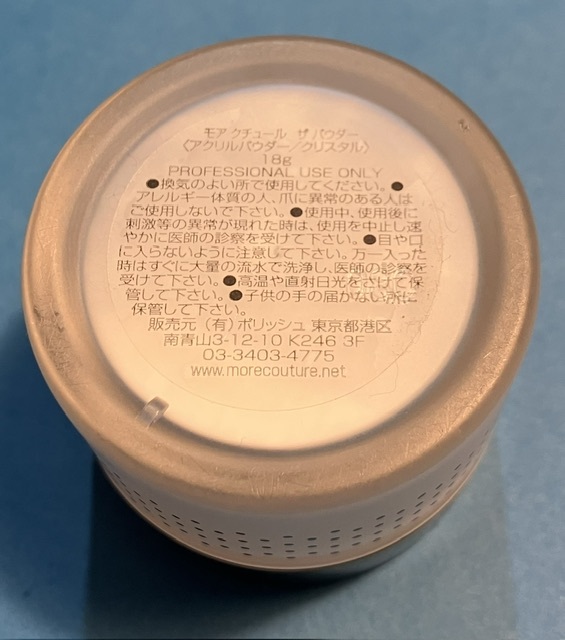 モア クチュール ザ パウダー
〈アクリルパウダー／クリスタル〉
18g
PROFESSIONAL USE ONLY
●換気のよい所で使用してください。●
アレルギー体質の人、爪に異常のある人は
ご使用しないで下さい。●使用中、使用後に
刺激等の異常が現れた時は、使用を中止し速
やかに医師の診察を受けて下さい。●目や口
に入らないように注意して下さい。万一入った
時はすぐに大量の流水で洗浄し、医師の診察を
受けて下さい。●高温や直射日光をさけて保
管して下さい。●子供の手の届かない所に
保管して下さい。
販売元 (有)ポリッシュ 東京都港区
南青山3-12-10 K246 3F
03-3403-4775
www.morecouture.net